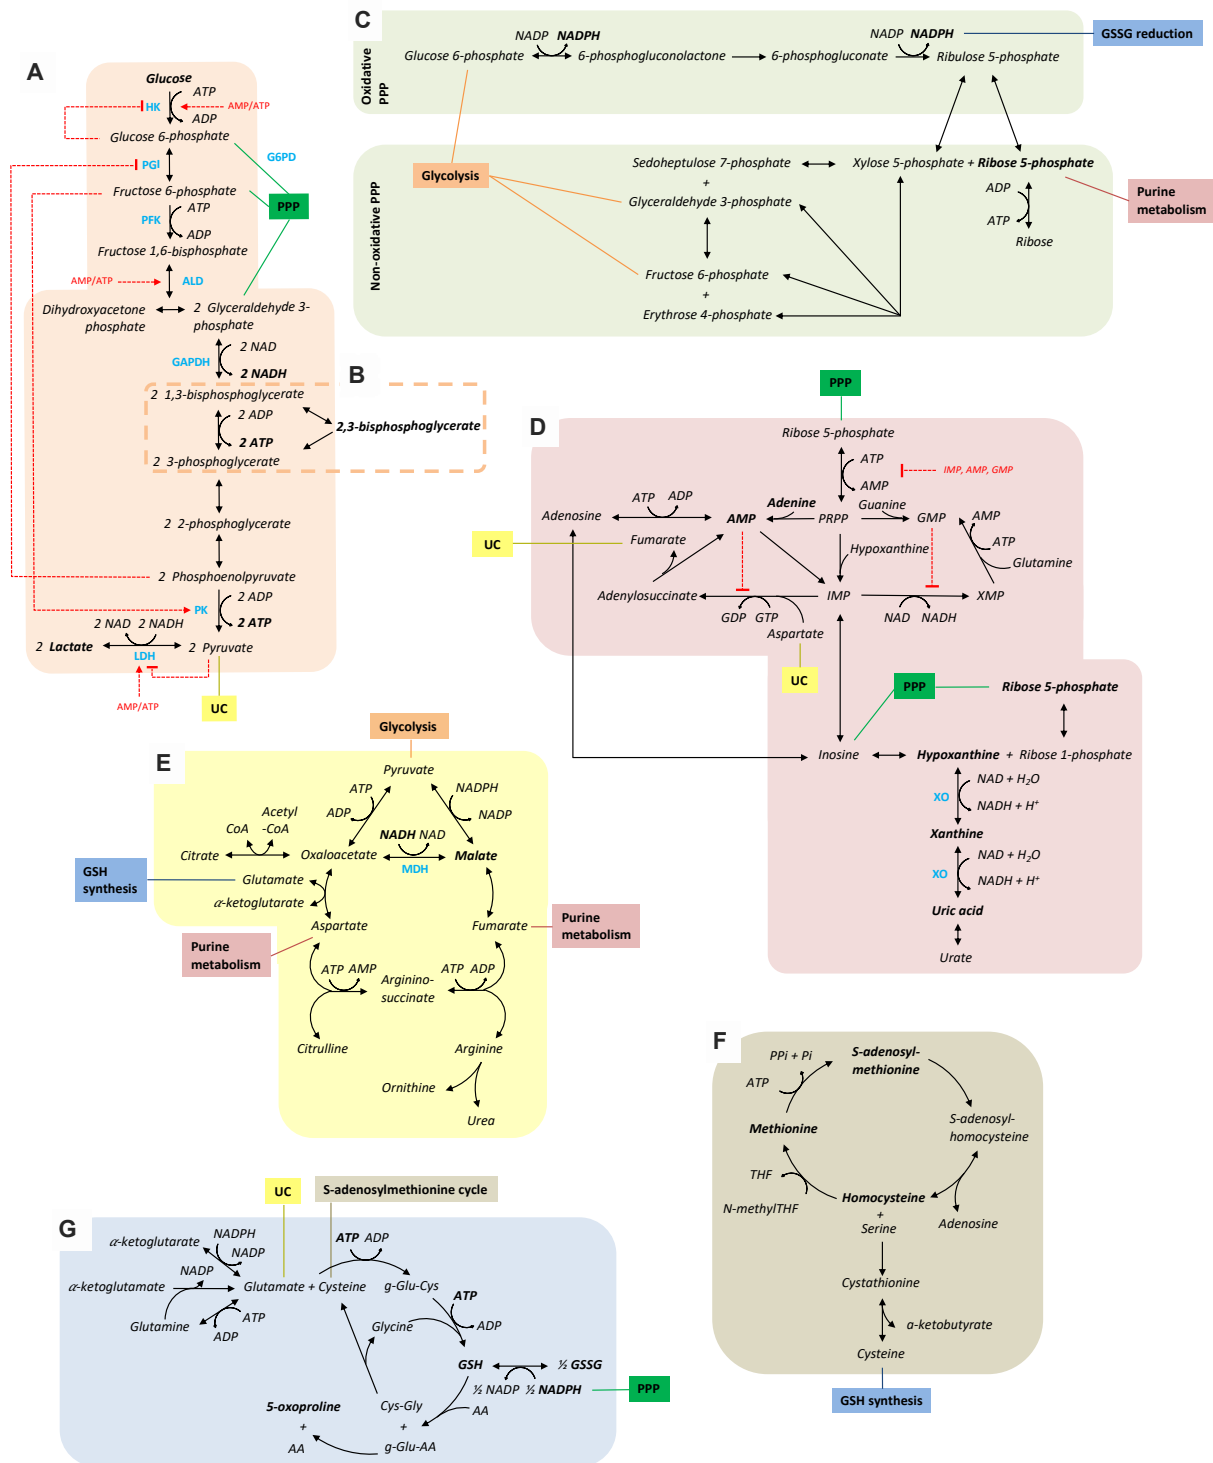 A
Glucose
ATP
HK
AMP/ATP
ADP
Glucose 6-phosphate
G6PD
PGI
Fructose 6-phosphate
PPP
ATP
PFK
ADP
Fructose 1,6-bisphosphate
AMP/ATP
ALD
Dihydroxyacetone
phosphate
2 Glyceraldehyde 3-
phosphate
2 NAD
GAPDH
2 NADH
B
2 1,3-bisphosphoglycerate
2 ADP
2,3-bisphosphoglycerate
2 ATP
2 3-phosphoglycerate
2 2-phosphoglycerate
2 Phosphoenolpyruvate
2 ADP
PK
2 ATP
2 NAD 2 NADH
2 Lactate
2 Pyruvate
LDH
AMP/ATP
UC
C
Oxidative
PPP
NADP NADPH
NADP NADPH
GSSG reduction
Glucose 6-phosphate
6-phosphogluconolactone
6-phosphogluconate
Ribulose 5-phosphate
Non-oxidative PPP
Glycolysis
Sedoheptulose 7-phosphate
Xylose 5-phosphate + Ribose 5-phosphate
+
Glyceraldehyde 3-phosphate
ADP
ATP
Purine
metabolism
Ribose
Fructose 6-phosphate
+
Erythrose 4-phosphate
PPP
D
Ribose 5-phosphate
ATP
IMP, AMP, GMP
AMP
ATP ADP
Adenine
Guanine
Adenosine
AMP
PRPP
GMP
AMP
UC
Fumarate
Hypoxanthine
ATP
Glutamine
Adenylosuccinate
IMP
XMP
GDP GTP
NAD NADH
Aspartate
UC
PPP
Ribose 5-phosphate
Inosine
Hypoxanthine + Ribose 1-phosphate
XO
NAD + H2O
NADH + H+
Xanthine
XO
NAD + H2O
NADH + H+
Uric acid
Urate
Glycolysis
E
Pyruvate
ATP
NADPH
ADP
NADP
Acetyl
-CoA
CoA
NADH NAD
Citrate
Oxaloacetate
Malate
MDH
GSH
synthesis
Glutamate
α-ketoglutarate
Aspartate
Fumarate
Purine
metabolism
Purine
metabolism
ATP AMP
Arginino-
succinate
ATP ADP
Citrulline
Arginine
Ornithine
Urea
F
PPi + Pi
S-adenosyl-
methionine
ATP
Methionine
S-adenosyl-
homocysteine
THF
N-methylTHF
Homocysteine
+
Serine
Adenosine
Cystathionine
a-ketobutyrate
Cysteine
GSH synthesis
UC
S-adenosylmethionine cycle
G
NADPH
α-ketoglutarate
NADP
ATP ADP
NADP
α-ketoglutamate
Glutamate + Cysteine
g-Glu-Cys
ATP
ATP
Glutamine
ADP
Glycine
ADP
GSH
½ GSSG
½ NADP ½ NADPH
PPP
5-oxoproline
Cys-Gly
AA
+
+
AA
g-Glu-AA